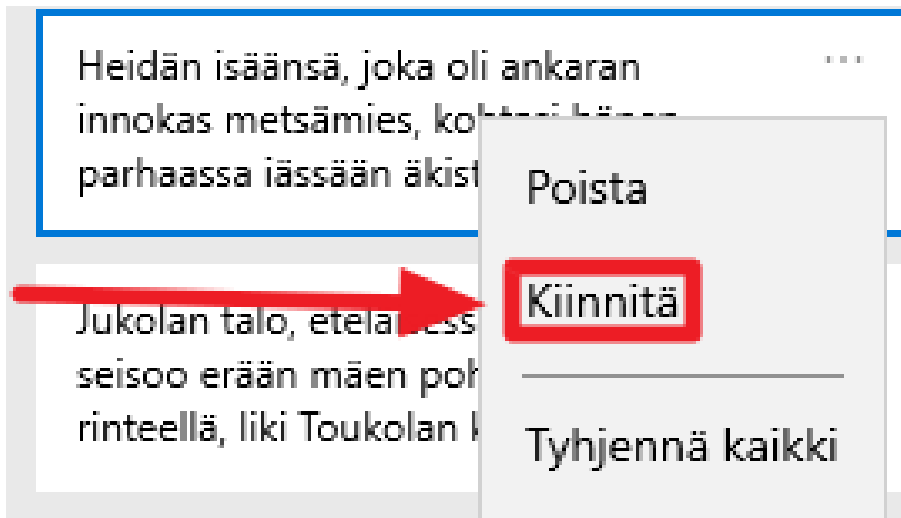 Heidän isäänsä, joka oli ankaran
innokas metsämies, kohtasi hänen
parhaassa iässään äkist
Poista
Kiinnitä
Jukolan talo,
seisoo erään mäen poh
rinteellä, liki Toukolan k
Tyhjennä kaikki